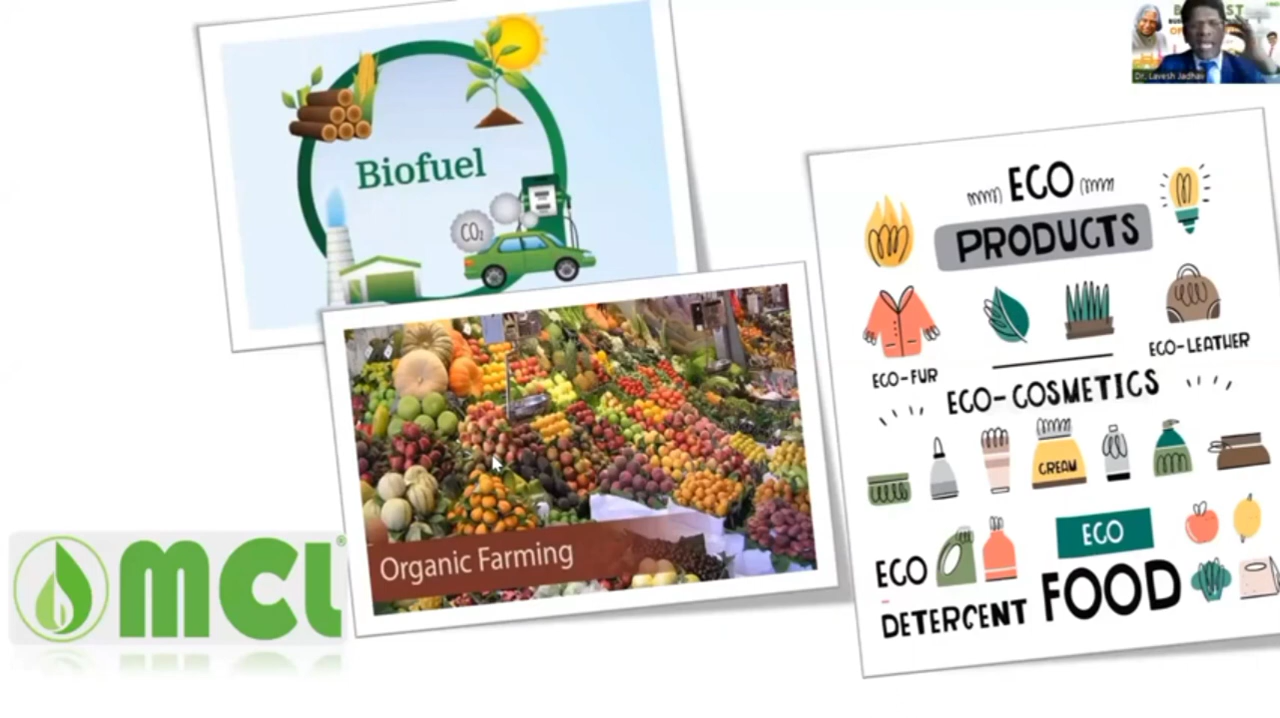 Biofuel
CO₂
Organic Farming
MCL®
ECO
PRODUCTS
ECO-FUR
ECO-LEATHER
ECO-COSMETICS
CREAM
ECO
DETERGENT
ECO
FOOD
Dr. Lavesh Jadhav